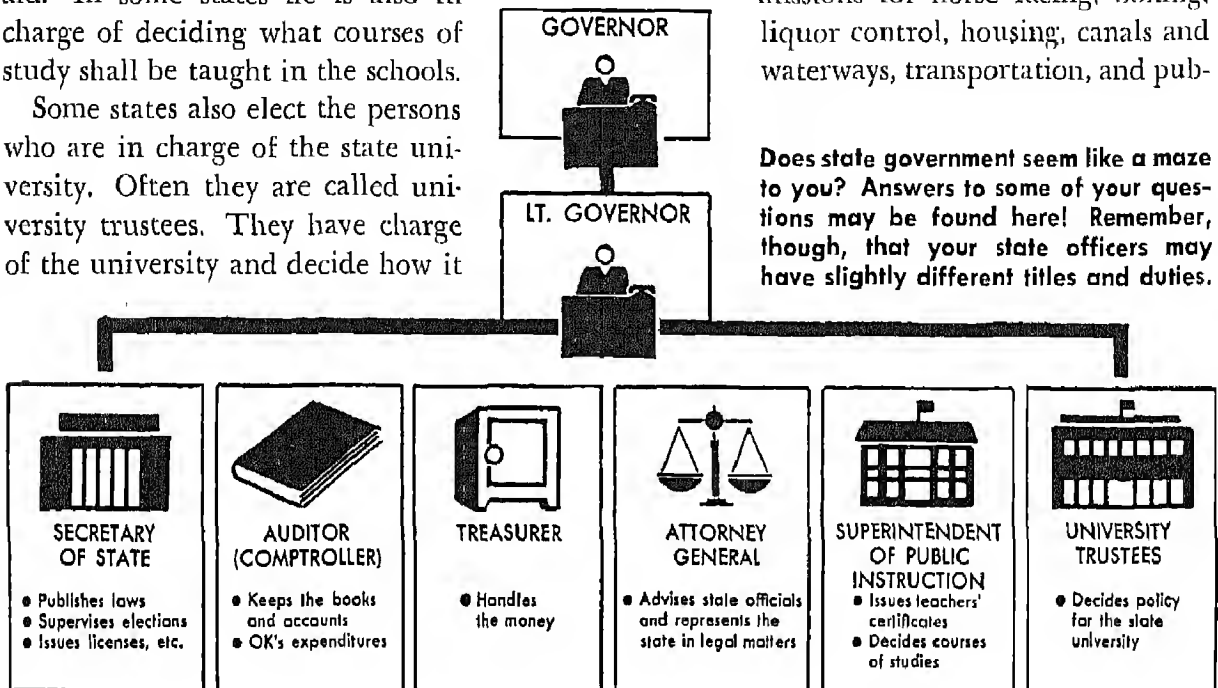 aid. In some states he is also in
charge of deciding what courses of
study shall be taught in the schools.
Some states also elect the persons
who are in charge of the state uni-
versity. Often they are called uni-
versity trustees. They have charge
of the university and decide how it
missions for horse racing, boxing,
liquor control, housing, canals and
waterways, transportation, and pub-
Does state government seem like a maze
to you? Answers to some of your ques-
tions may be found here! Remember,
though, that your state officers may
have slightly different titles and duties.
GOVERNOR
LT. GOVERNOR
SECRETARY
OF STATE
• Publishes laws
• Supervises elections
• Issues licenses, etc.
AUDITOR
(COMPTROLLER)
• Keeps the books
and accounts
• OK's expenditures
TREASURER
• Handles
the money
ATTORNEY
GENERAL
• Advises state officials
and represents the
state in legal matters
SUPERINTENDENT
OF PUBLIC
INSTRUCTION
• Issues teachers'
certificates
• Decides courses
of studies
UNIVERSITY
TRUSTEES
• Decides policy
for the state
university